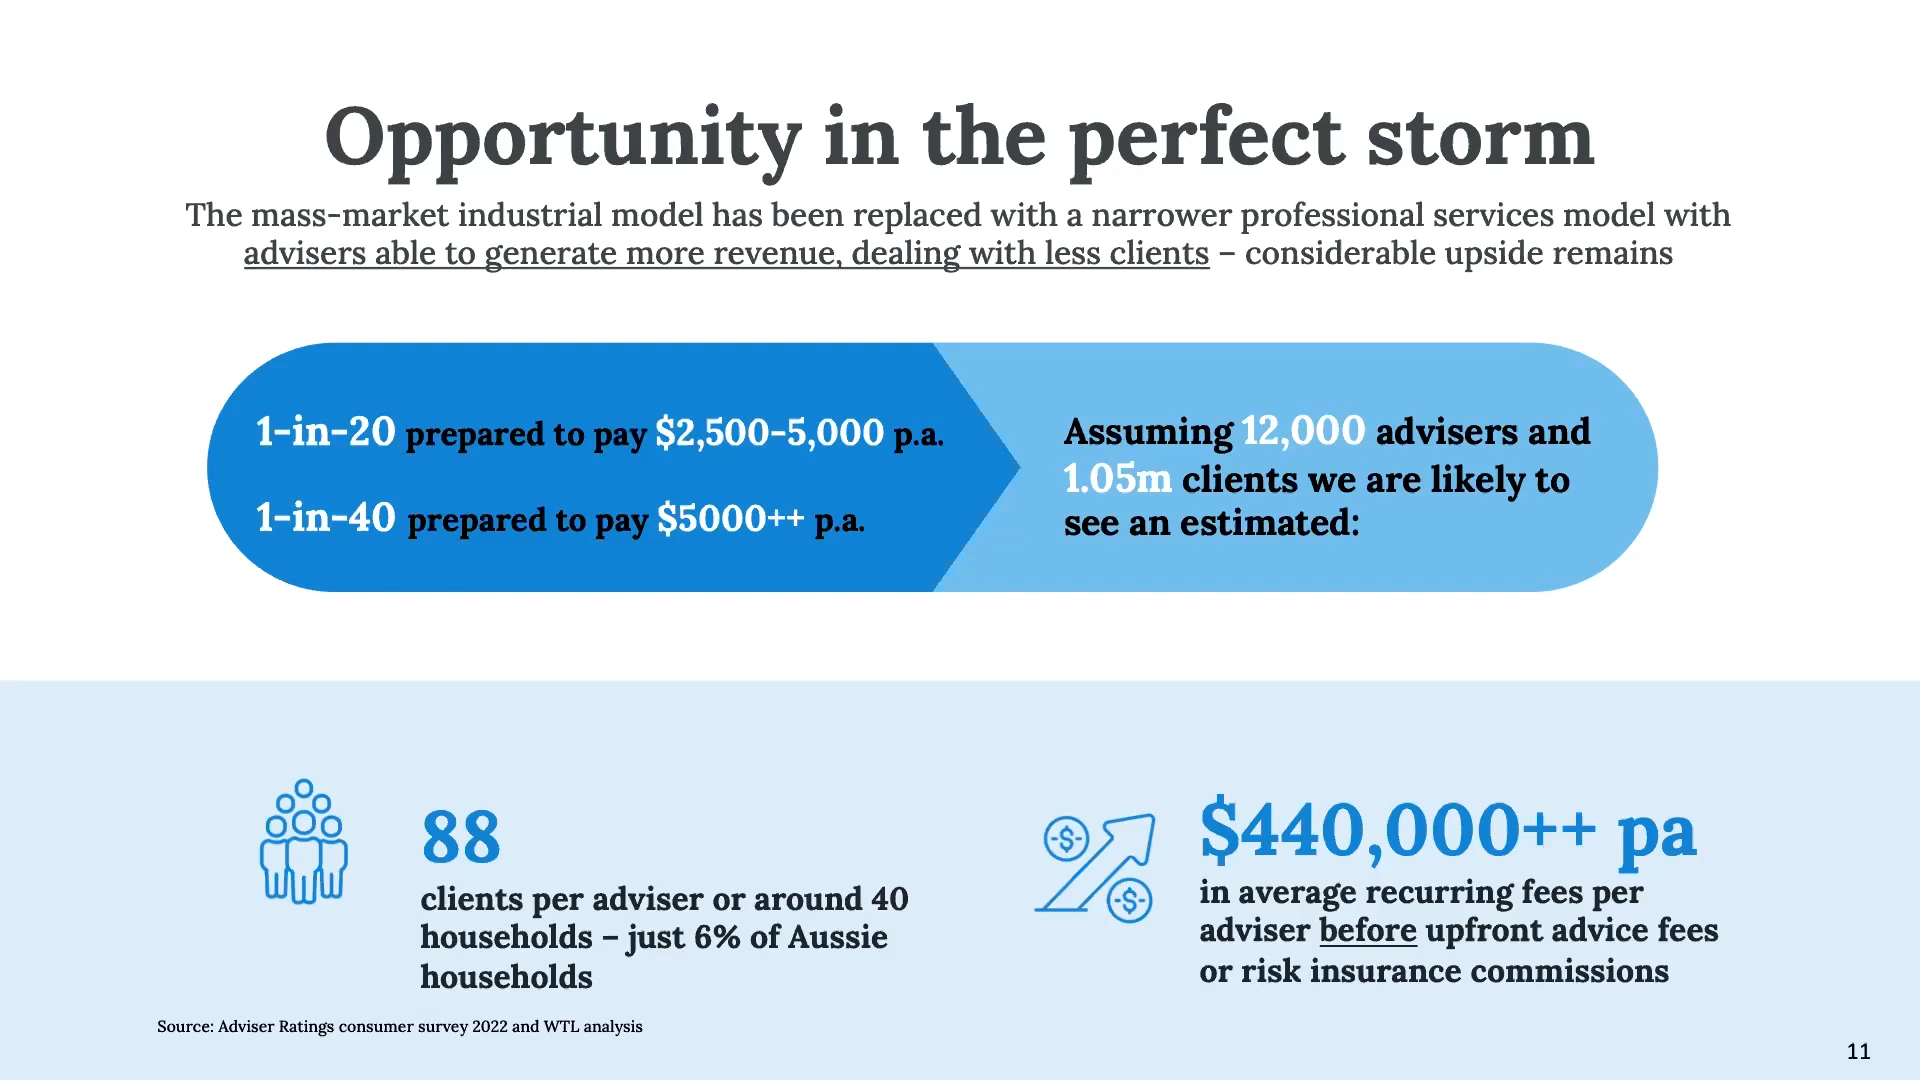 Opportunity in the perfect storm
The mass-market industrial model has been replaced with a narrower professional services model with
advisers able to generate more revenue, dealing with less clients – considerable upside remains
1-in-20 prepared to pay $2,500-5,000 p.a.
1-in-40 prepared to pay $5000++ p.a.
Assuming 12,000 advisers and
1.05m clients we are likely to
see an estimated:
88
clients per adviser or around 40
households – just 6% of Aussie
households
$440,000++ pa
in average recurring fees per
adviser before upfront advice fees
or risk insurance commissions
Source: Adviser Ratings consumer survey 2022 and WTL analysis
11